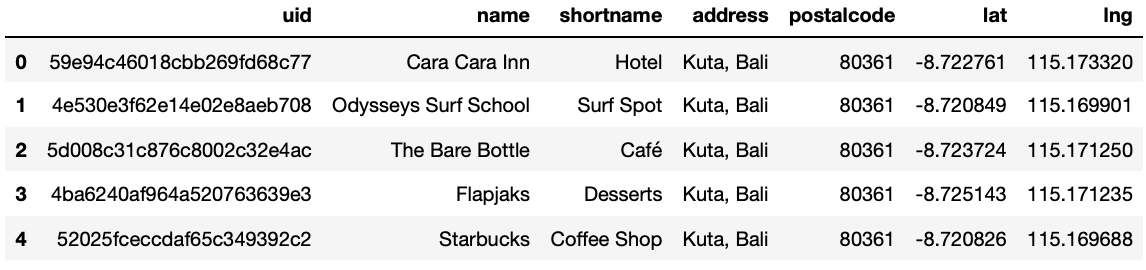 uid name shortname address postalcode lat lng
0 59e94c46018cbb269fd68c77 Cara Cara Inn Hotel Kuta, Bali 80361 -8.722761 115.173320
1 4e530e3f62e14e02e8aeb708 Odysseys Surf School Surf Spot Kuta, Bali 80361 -8.720849 115.169901
2 5d008c31c876c8002c32e4ac The Bare Bottle Café Kuta, Bali 80361 -8.723724 115.171250
3 4ba6240af964a520763639e3 Flapjaks Desserts Kuta, Bali 80361 -8.725143 115.171235
4 52025fceccdaf65c349392c2 Starbucks Coffee Shop Kuta, Bali 80361 -8.720826 115.169688